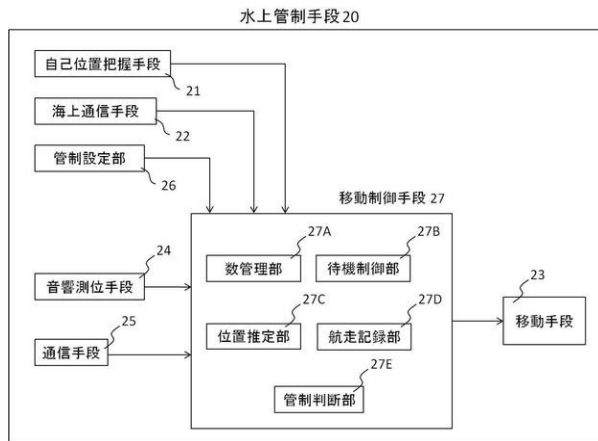 水上管制手段20
自己位置把握手段
21
海上通信手段
22
管制設定部
26
移動制御手段 27
27A
27B
数管理部
待機制御部
24
音響測位手段
27C
27D
23
位置推定部
航走記録部
移動手段
25
通信手段
27E
管制判断部